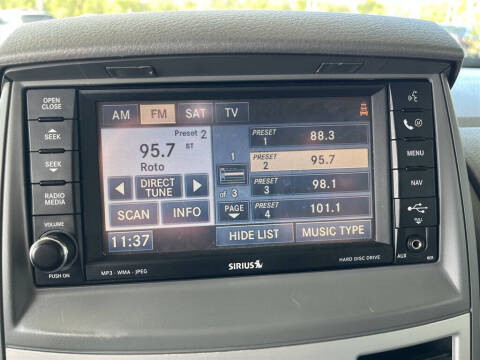 OPEN CLOSE
SEEK
SEEK
RADIO MEDIA
VOLUME
PUSH ON
AM FM SAT TV
Preset 2
95.7 ST
Roto
DIRECT TUNE
SCAN INFO
11:37
1
of 3
PAGE
PRESET 1 88.3
PRESET 2 95.7
PRESET 3 98.1
PRESET 4 101.1
HIDE LIST MUSIC TYPE
MENU
NAV
AUX
MP3 - WMA - JPEG
SIRIUS
HARD DISC DRIVE